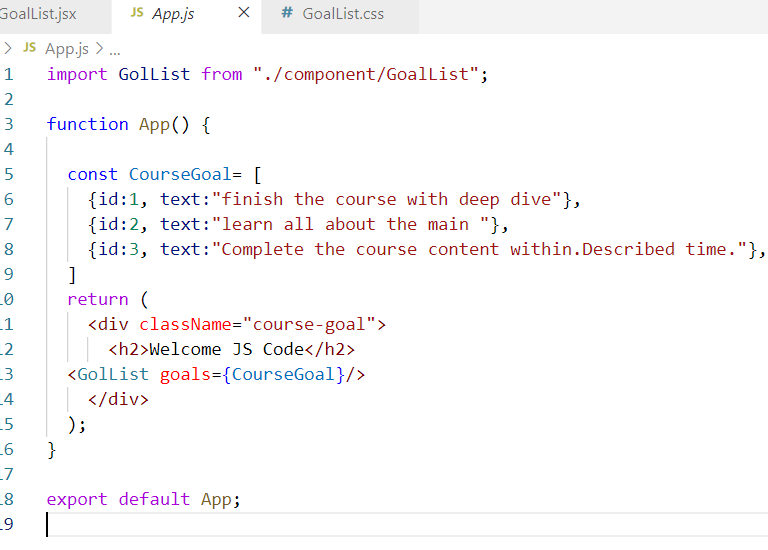 GoalList.jsx JS App.js × # GoalList.css
> JS App.js > ...
1 import GolList from "./component/GoalList";
2
3 function App() {
4
5 const CourseGoal= [
6 {id:1, text:"finish the course with deep dive"},
7 {id:2, text:"learn all about the main "},
8 {id:3, text:"Complete the course content within.Described time."},
9 ]
10 return (
11 <div className="course-goal">
12 <h2>Welcome JS Code</h2>
13 <GolList goals={CourseGoal}/>
14 </div>
15 );
16 }
17
18 export default App;
19